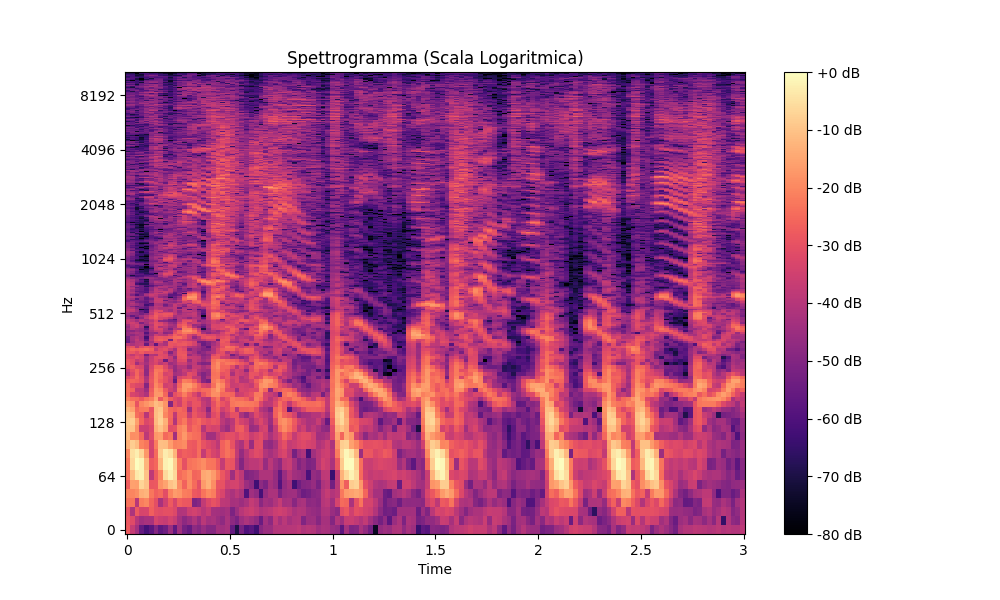 Spettrogramma (Scala Logaritmica)
Hz
8192
4096
2048
1024
512
256
128
64
0
0
0.5
1
1.5
2
2.5
3
Time
+0 dB
-10 dB
-20 dB
-30 dB
-40 dB
-50 dB
-60 dB
-70 dB
-80 dB